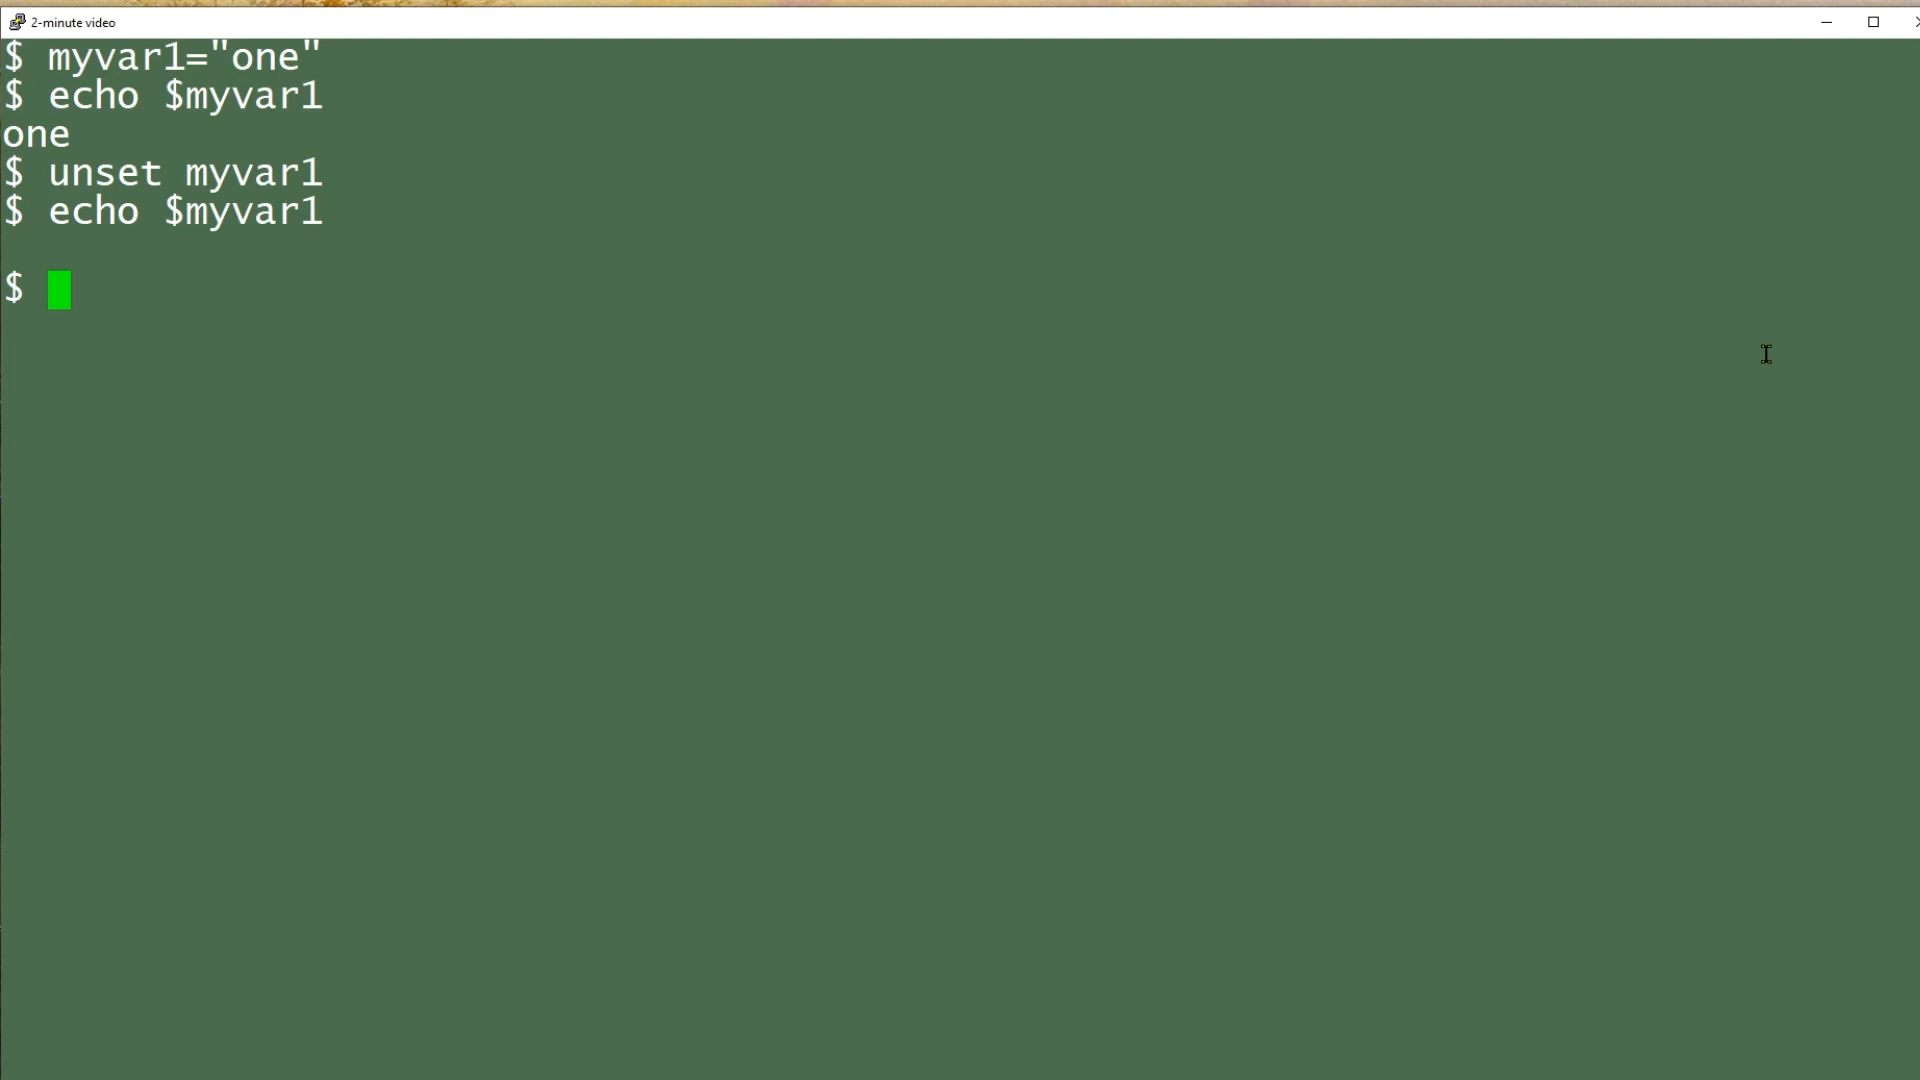 2-minute video
$ myvar1="one"
$ echo $myvar1
one
$ unset myvar1
$ echo $myvar1
$